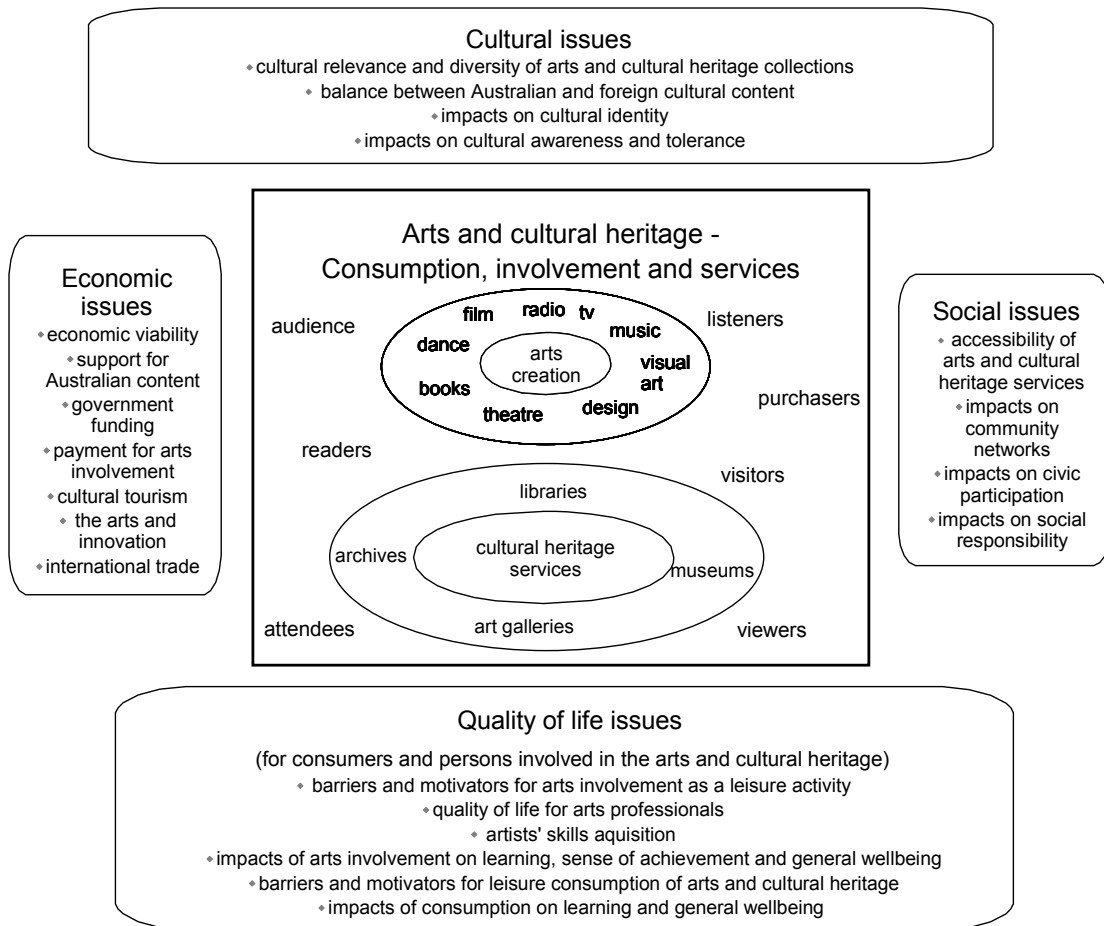 Cultural issues
cultural relevance and diversity of arts and cultural heritage collections
balance between Australian and foreign cultural content
impacts on cultural identity
impacts on cultural awareness and tolerance
Economic
issues
economic viability
support for
Australian content
government
funding
payment for arts
involvement
cultural tourism
the arts and
innovation
international trade
Arts and cultural heritage -
Consumption, involvement and services
audience
film
radio
tv
music
listeners
dance
arts
creation
visual
art
books
theatre
design
purchasers
readers
visitors
libraries
archives
cultural heritage
services
museums
art galleries
attendees
viewers
Social issues
accessibility of
arts and cultural
heritage services
impacts on
community
networks
impacts on civic
participation
impacts on social
responsibility
Quality of life issues
(for consumers and persons involved in the arts and cultural heritage)
barriers and motivators for arts involvement as a leisure activity
quality of life for arts professionals
artists' skills aquisition
impacts of arts involvement on learning, sense of achievement and general wellbeing
barriers and motivators for leisure consumption of arts and cultural heritage
impacts of consumption on learning and general wellbeing